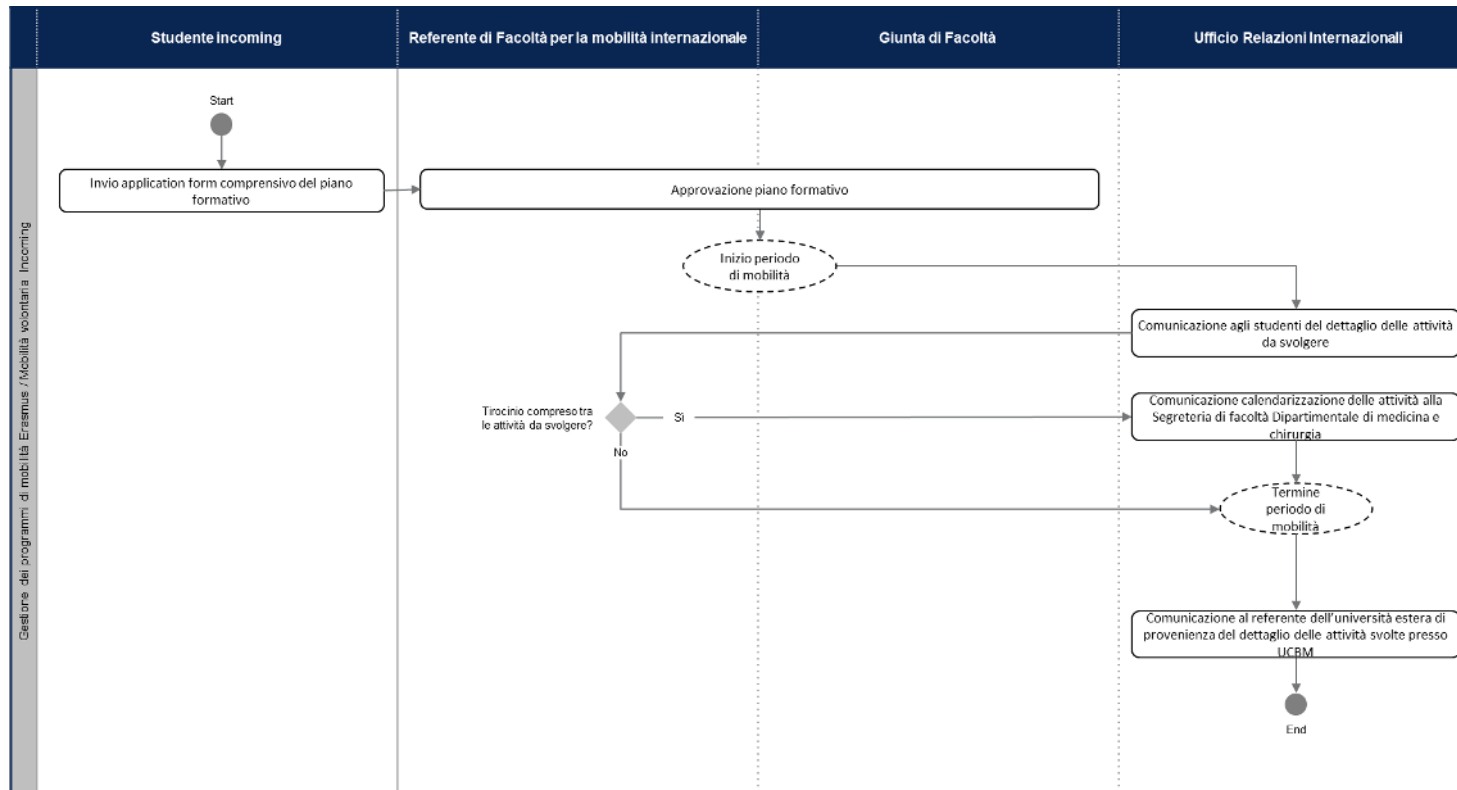 Studente incoming
Referente di Facoltà per la mobilità internazionale
Giunta di Facoltà
Ufficio Relazioni Internazionali
Gestione dei programmi di mobilità Erasmus / Mobilità volontaria Incoming
Start
Invio application form comprensivo del piano
formativo
Approvazione piano formativo
Inizio periodo
di mobilità
Comunicazione agli studenti del dettaglio delle attività
da svolgere
Tirocinio compreso tra
le attività da svolgere?
Sì
No
Comunicazione calendarizzazione delle attività alla
Segreteria di facoltà Dipartimentale di medicina e
chirurgia
Termine
periodo di
mobilità
Comunicazione al referente dell'università estera di
provenienza del dettaglio delle attività svolte presso
UCBM
End